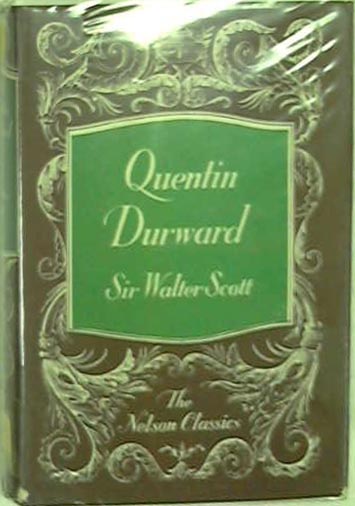 Quentin
Durward
Sir Walter Scott
The
Nelson Classics